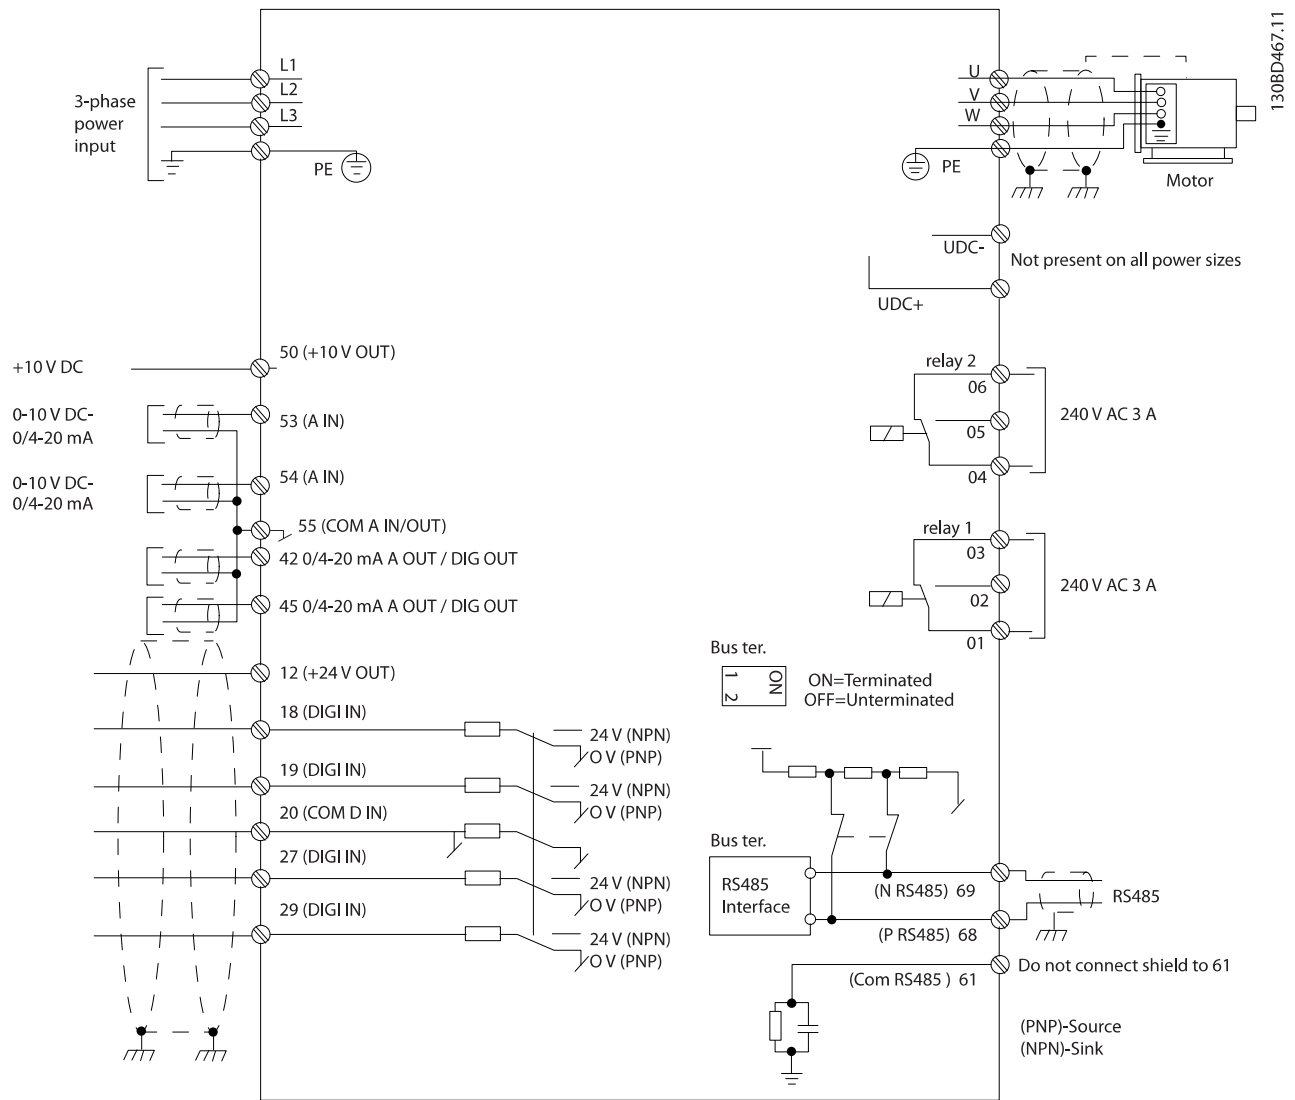 130BD467.11
3-phase
power
input
L1
L2
L3
PE
U
V
W
PE
Motor
UDC-
Not present on all power sizes
UDC+
+10 V DC
50 (+10 V OUT)
0-10 V DC-
0/4-20 mA
53 (A IN)
0-10 V DC-
0/4-20 mA
54 (A IN)
55 (COM A IN/OUT)
42 0/4-20 mA A OUT / DIG OUT
45 0/4-20 mA A OUT / DIG OUT
12 (+24 V OUT)
18 (DIGI IN)
24 V (NPN)
O V (PNP)
19 (DIGI IN)
24 V (NPN)
O V (PNP)
20 (COM D IN)
27 (DIGI IN)
24 V (NPN)
O V (PNP)
29 (DIGI IN)
24 V (NPN)
O V (PNP)
relay 2
06
05
04
240 V AC 3 A
relay 1
03
02
01
240 V AC 3 A
Bus ter.
1
2
ON
ON=Terminated
OFF=Unterminated
Bus ter.
RS485
Interface
(N RS485) 69
RS485
(P RS485) 68
(Com RS485 ) 61
Do not connect shield to 61
(PNP)-Source
(NPN)-Sink